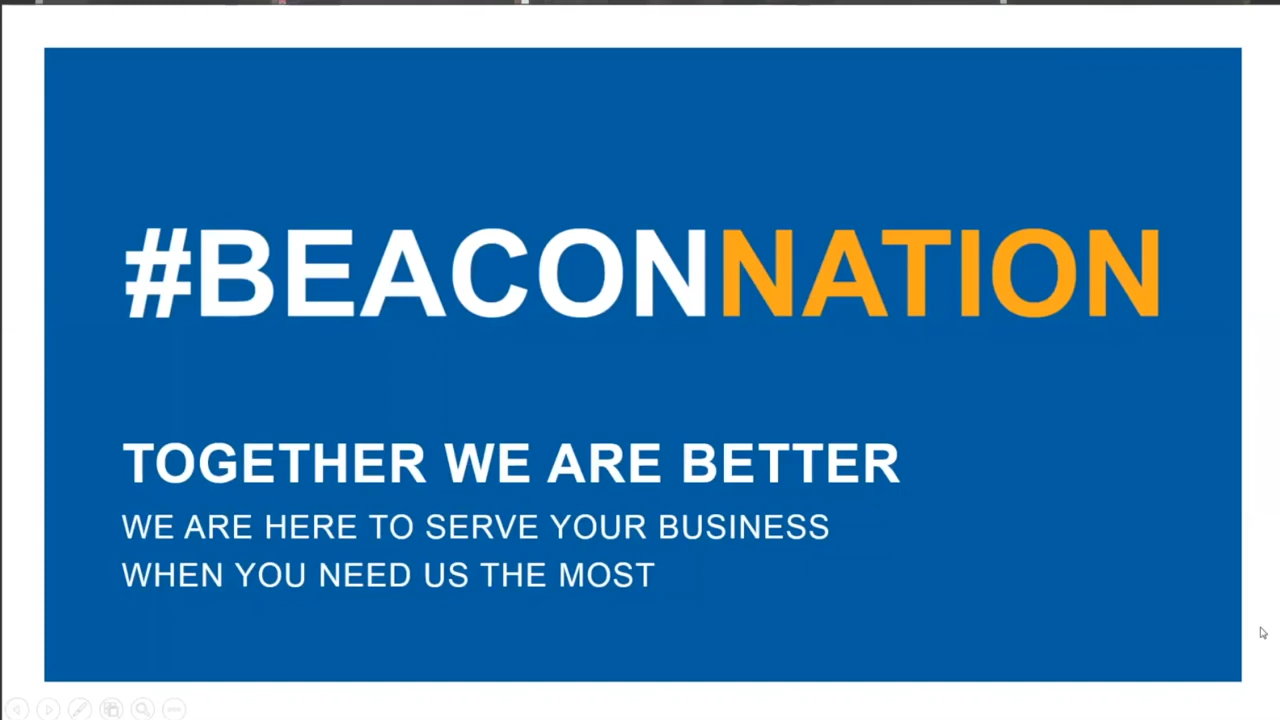 #BEACONNATION
TOGETHER WE ARE BETTER
WE ARE HERE TO SERVE YOUR BUSINESS
WHEN YOU NEED US THE MOST